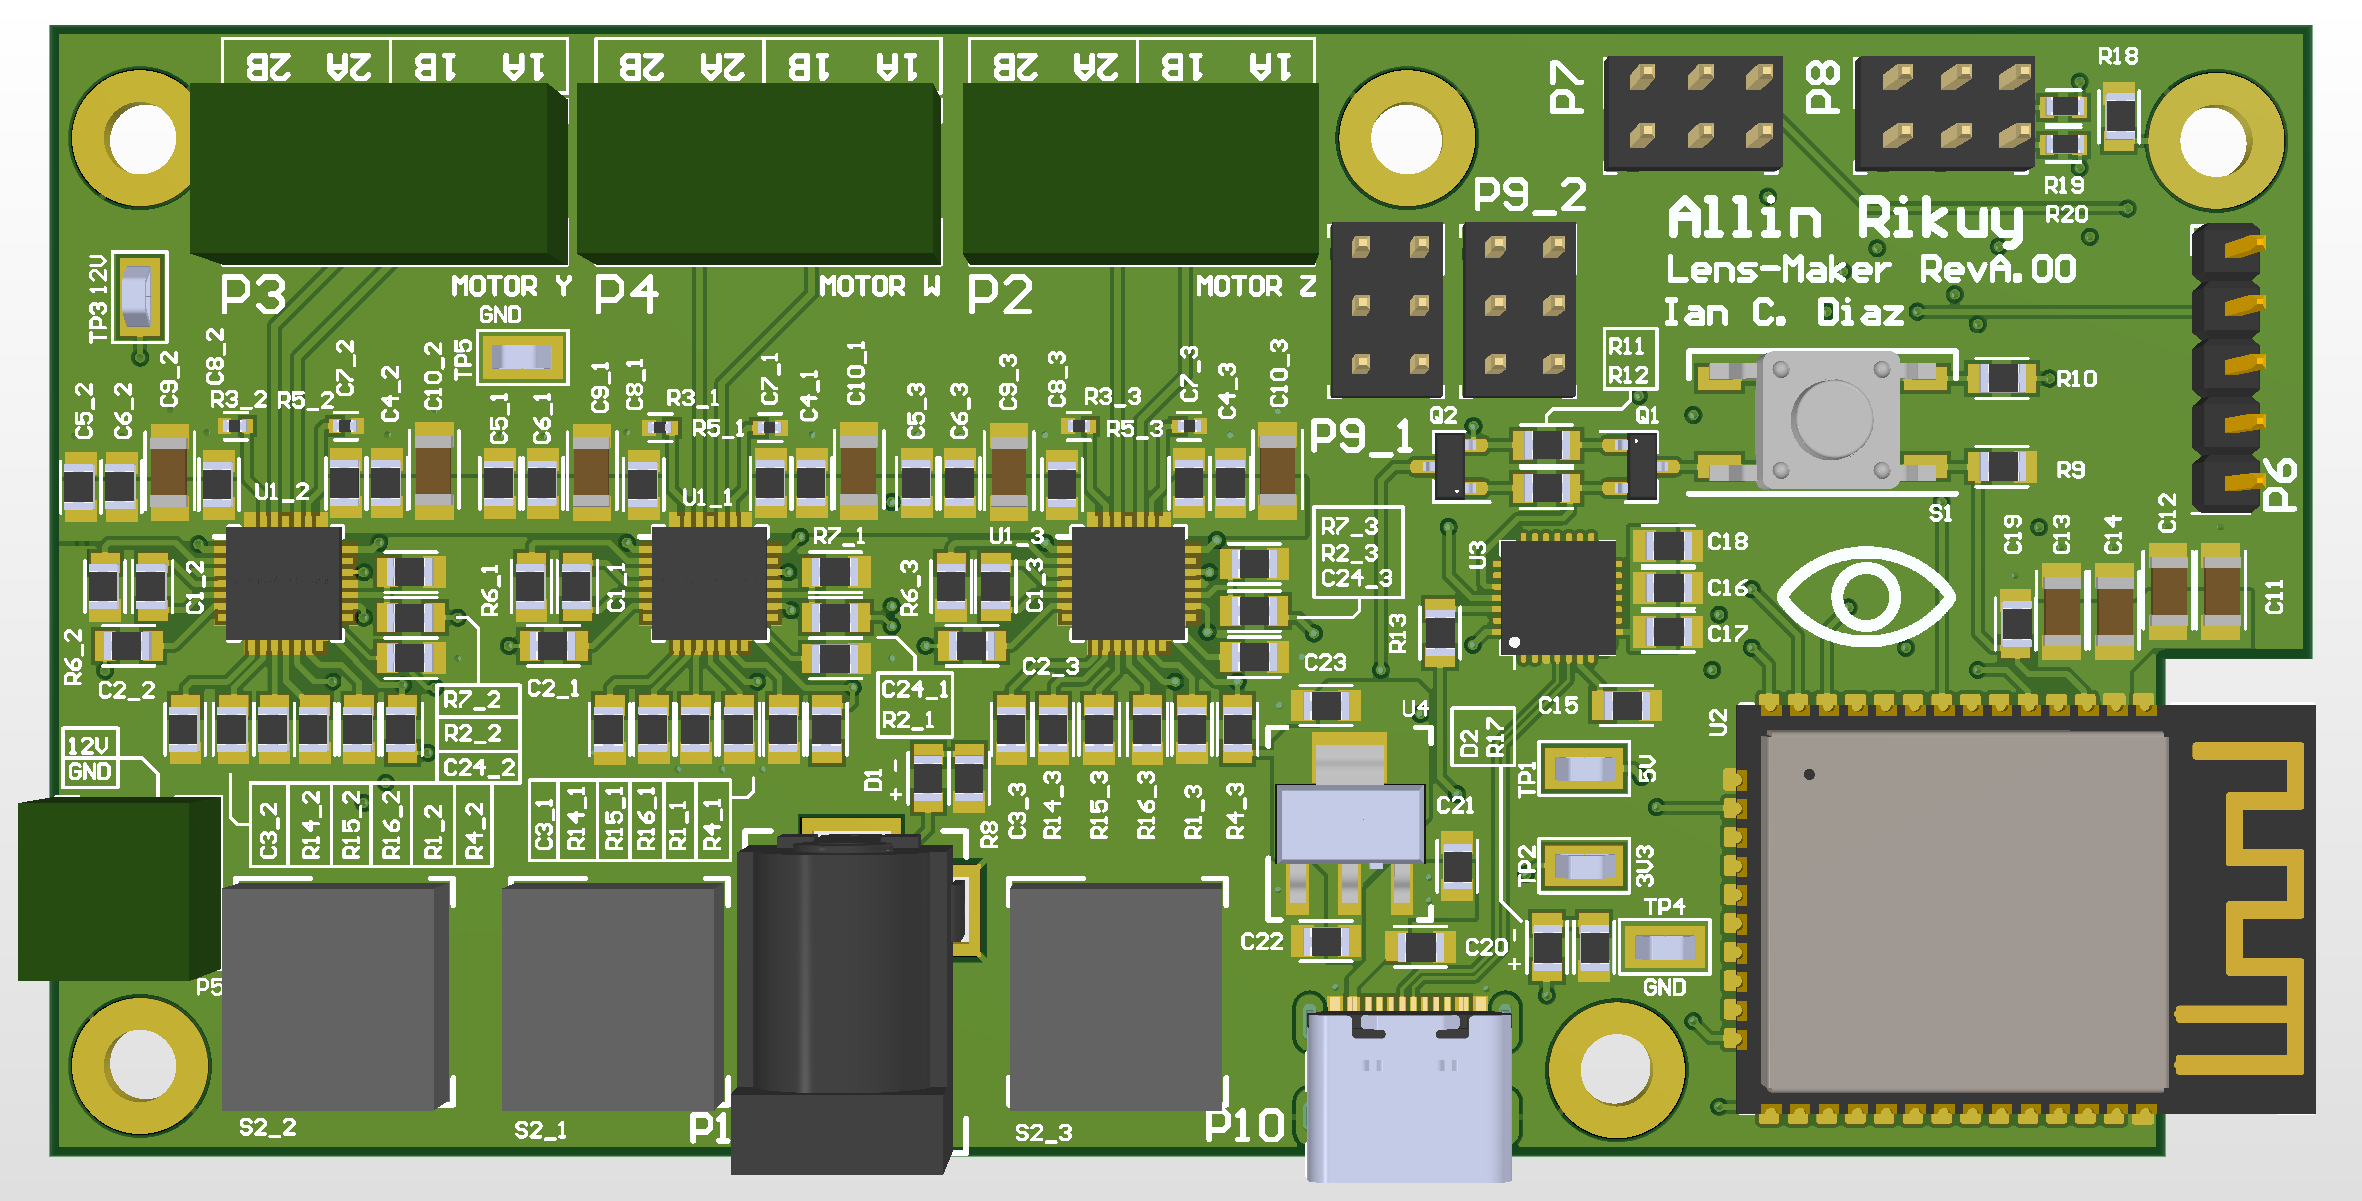 2B 2A 1B 1A
2B 2A 1B 1A
2B 2A 1B 1A
P7
P8
R18
R19
R20
P9_2
Allin Rikuy
Lens-Maker RevA.00
Ian C. Diaz
TP3 12V
P3
MOTOR Y
P4
MOTOR W
P2
MOTOR Z
GND
TP5
C5_2
C6_2
C9_2
C8_2
R3_2
R5_2
C7_2
C4_2
C10_2
C5_1
C6_1
C9_1
C8_1
R3_1
R5_1
C7_1
C4_1
C10_1
C5_3
C6_3
C9_3
C8_3
R3_3
R5_3
C7_3
C4_3
C10_3
P9_1
R11
R12
Q2
Q1
R10
R9
P6
S1
U1_2
U1_1
U1_3
R7_1
R7_3
R2_3
C24_3
U3
C18
C16
C17
C19
C13
C14
C12
C11
R6_2
C1_2
C2_2
R6_1
C1_1
C2_1
R6_3
C1_3
C2_3
R13
C23
C15
U4
U2
R7_2
R2_2
C24_2
C24_1
R2_1
D2
R17
12V
GND
C3_2
R14_2
R15_2
R16_2
R1_2
R4_2
C3_1
R14_1
R15_1
R16_1
R1_1
R4_1
D1
-
+
R8
C3_3
R14_3
R15_3
R16_3
R1_3
R4_3
C21
TP1
5V
TP2
3V3
TP4
GND
C22
C20
-
+
P5
S2_2
S2_1
P1
S2_3
P10